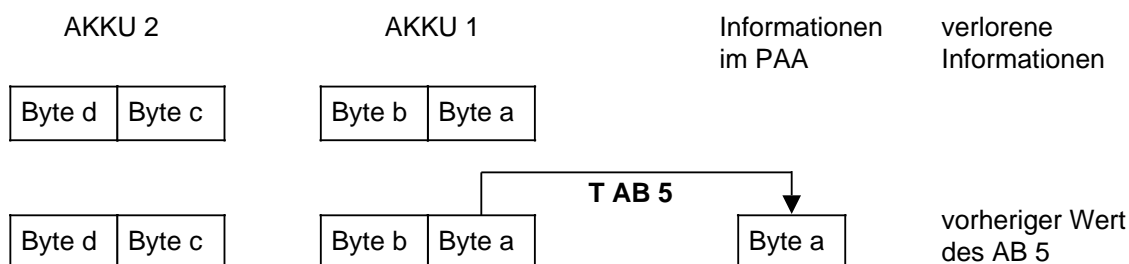 AKKU 2 AKKU 1 Informationen verlorene
im PAA Informationen
Byte d Byte c Byte b Byte a
T AB 5
Byte d Byte c Byte b Byte a Byte a vorheriger Wert
des AB 5